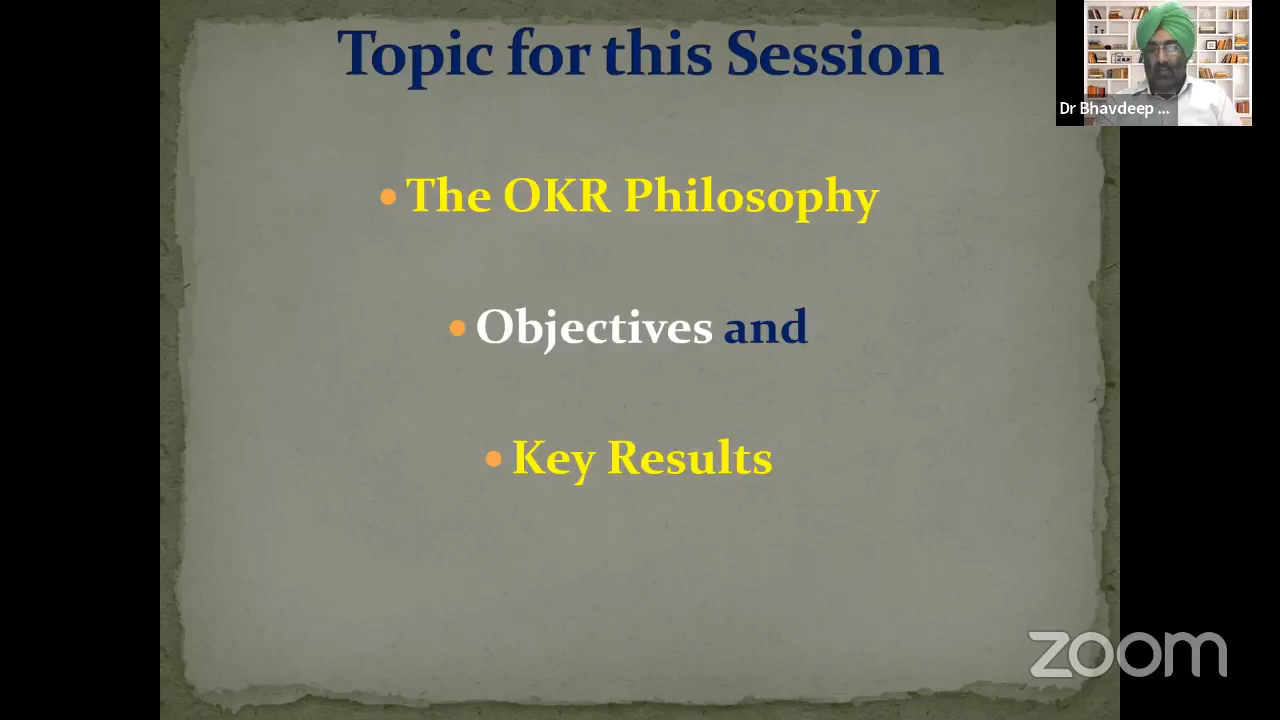 Topic for this Session
Dr Bhavdeep ...
• The OKR Philosophy
• Objectives and
• Key Results
zoom